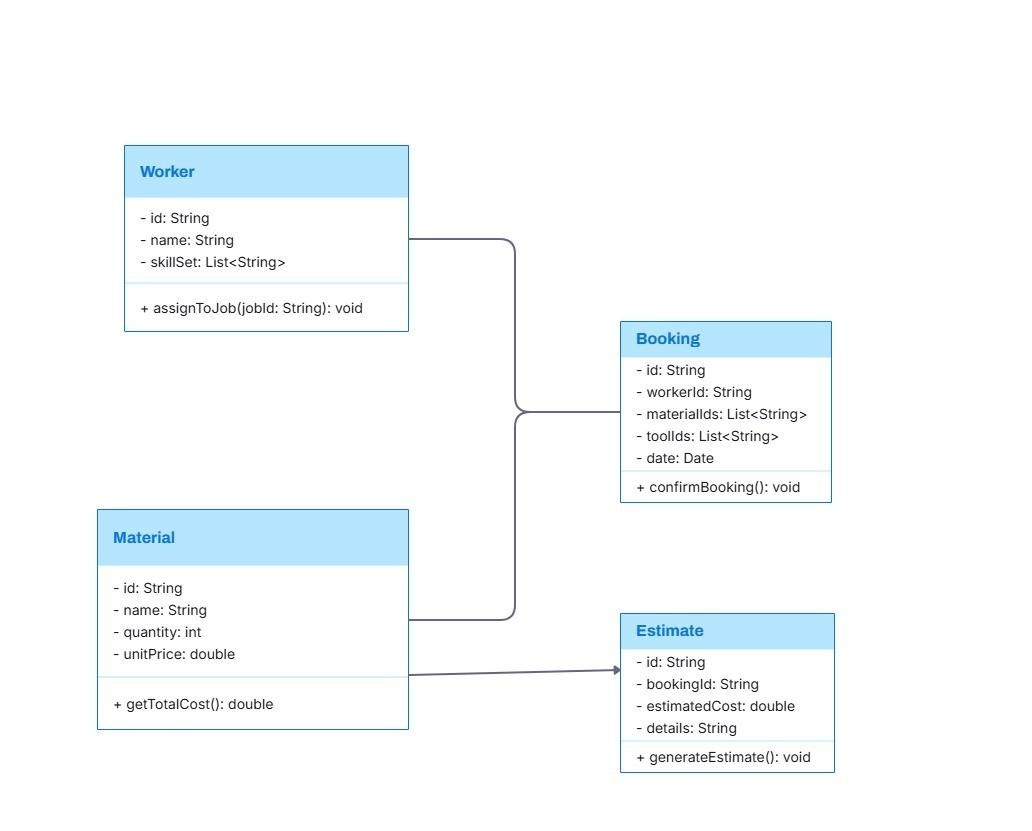 Worker
- id: String
- name: String
- skillSet: List<String>
+ assignToJob(jobId: String): void
Booking
- id: String
- workerId: String
- materialIds: List<String>
- toolIds: List<String>
- date: Date
+ confirmBooking(): void
Material
- id: String
- name: String
- quantity: int
- unitPrice: double
+ getTotalCost(): double
Estimate
- id: String
- bookingId: String
- estimatedCost: double
- details: String
+ generateEstimate(): void